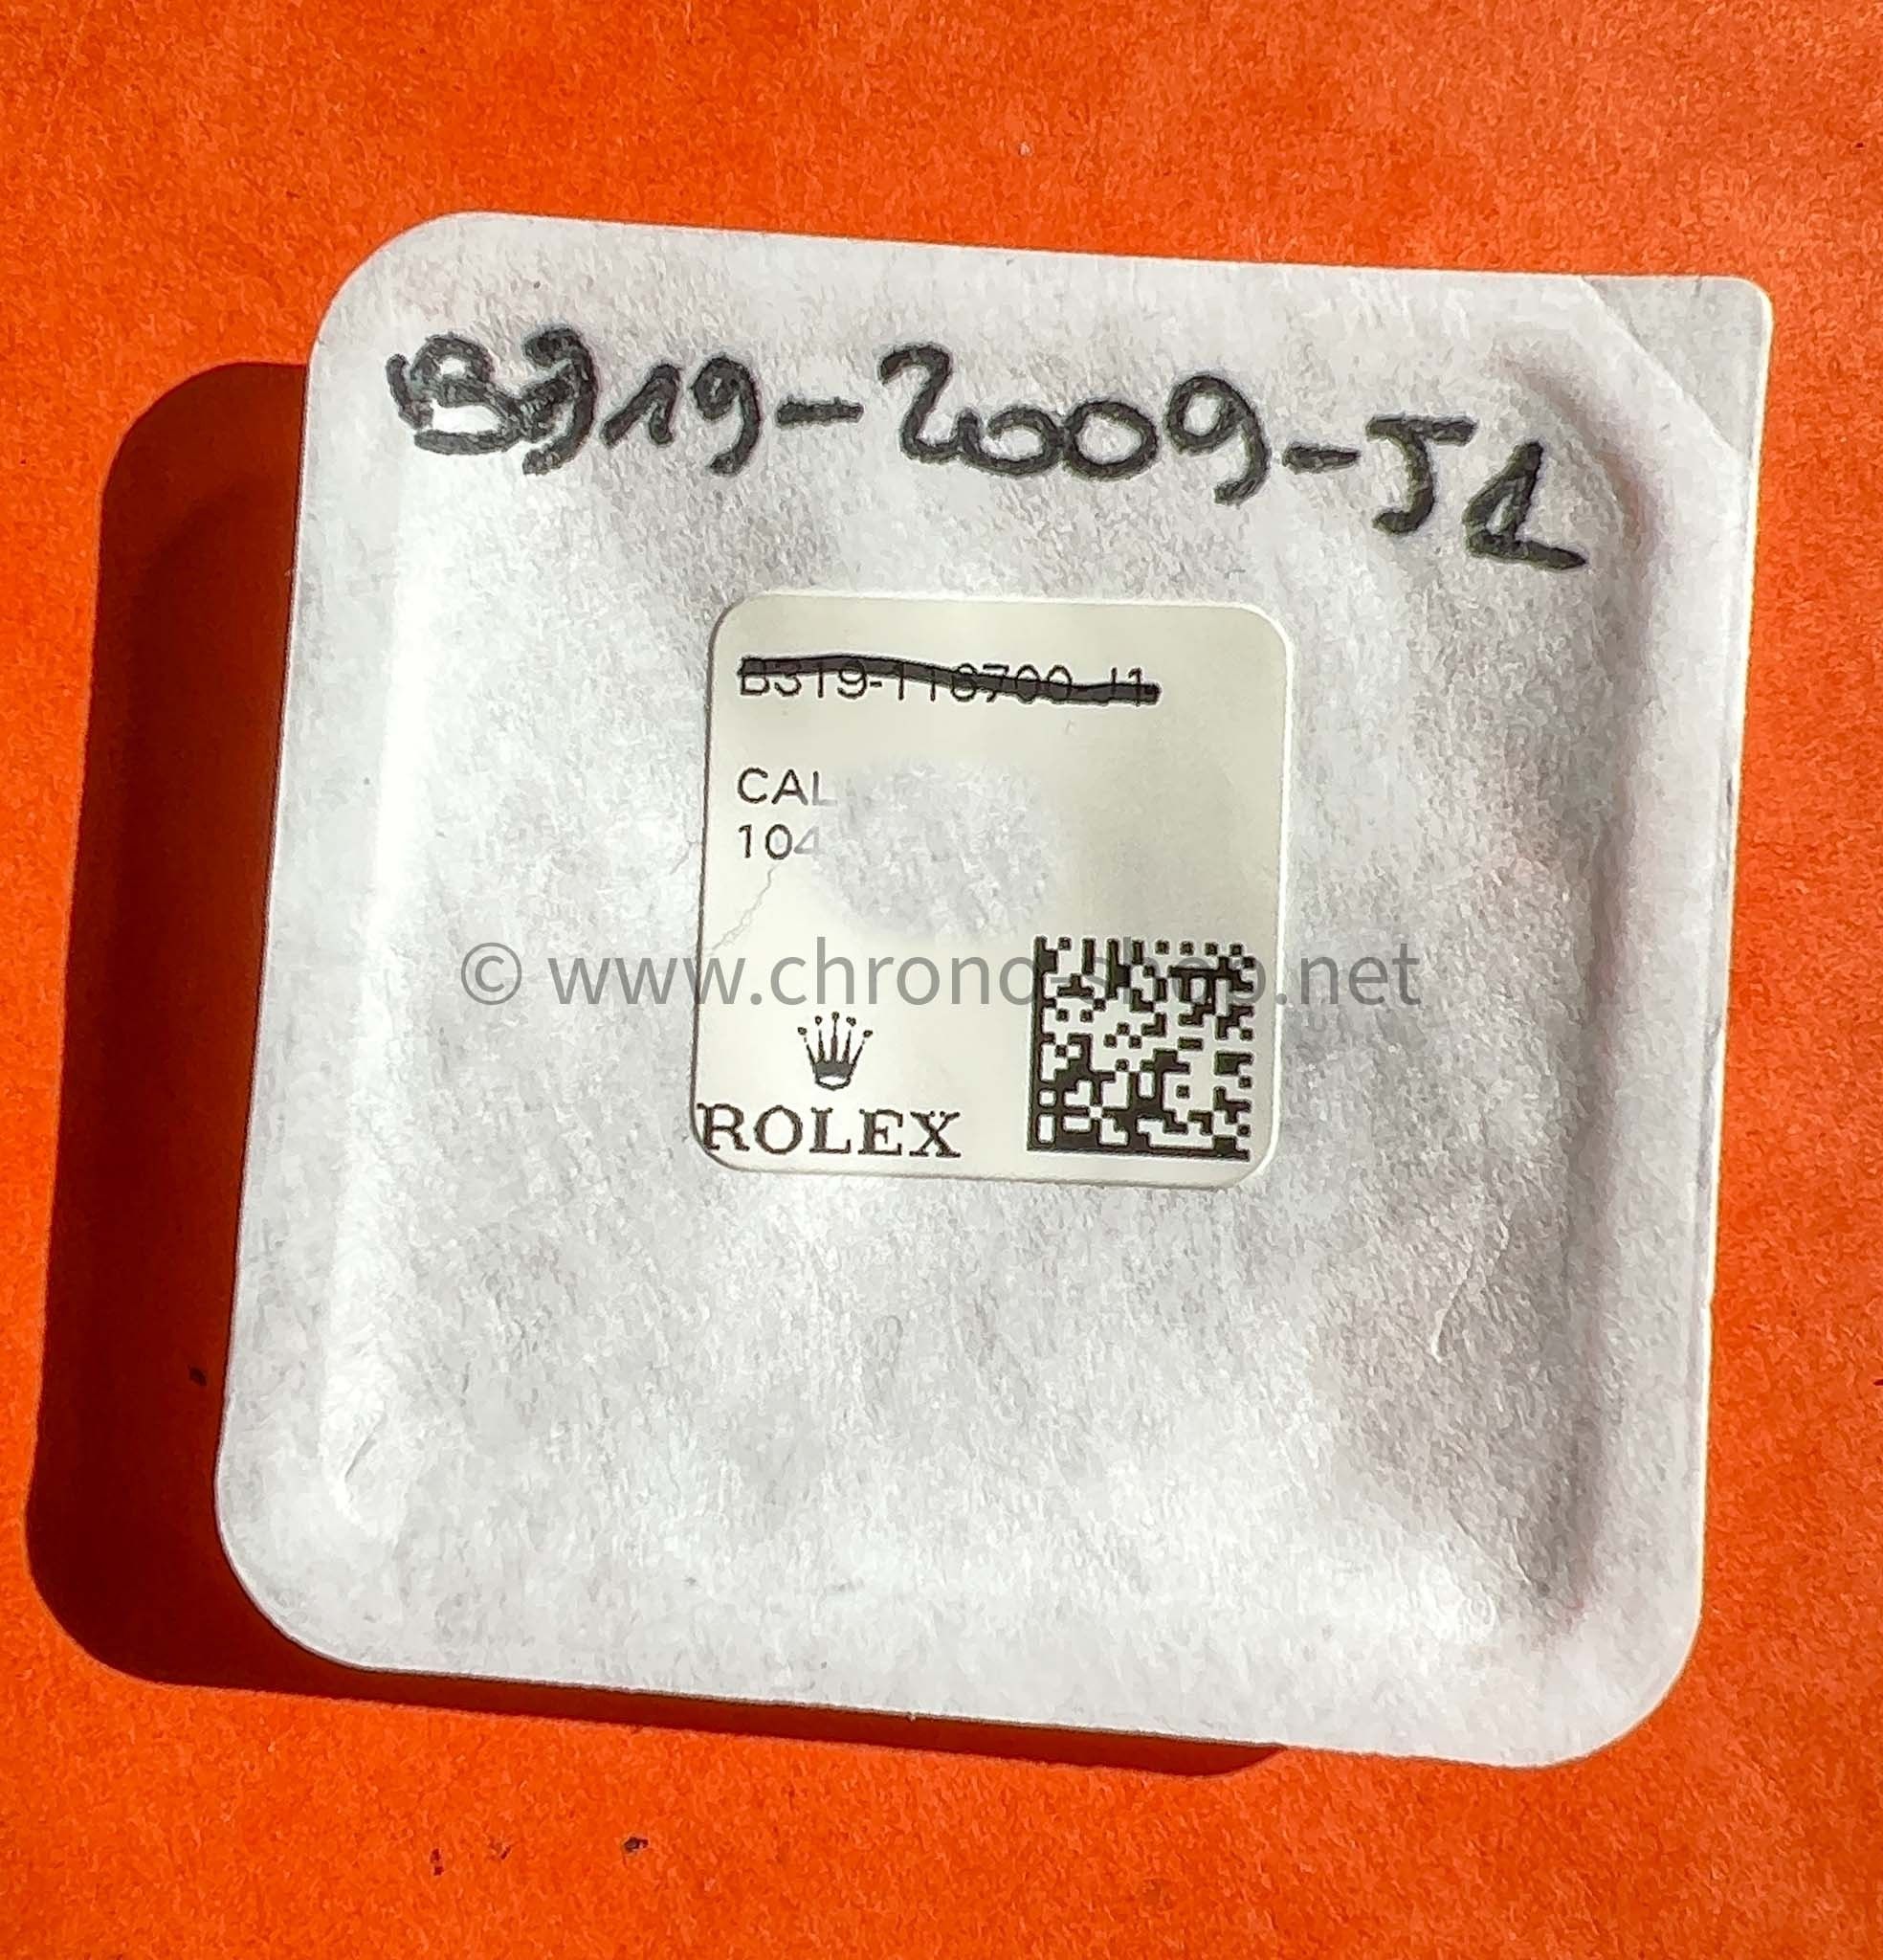 B319-2009-J1
B319-116700-J1
CAL
104
© www.chrono-shop.net
ROLEX